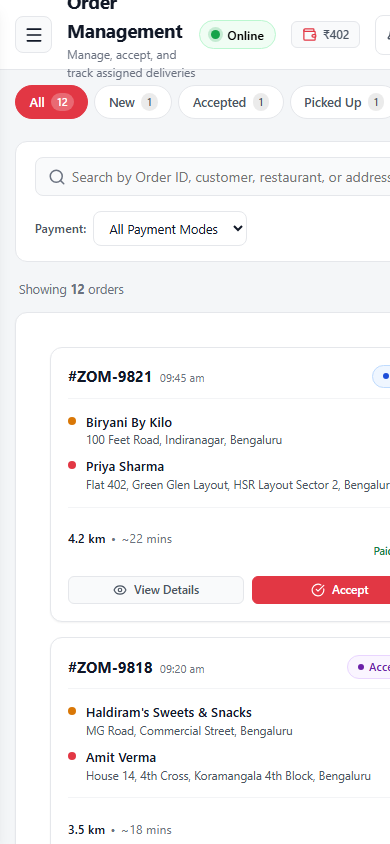 Order
Management
Manage, accept, and
track assigned deliveries
Online
₹402
All 12
New 1
Accepted 1
Picked Up 1
Search by Order ID, customer, restaurant, or addres
Payment:
All Payment Modes
Showing 12 orders
#ZOM-9821 09:45 am
Biryani By Kilo
100 Feet Road, Indiranagar, Bengaluru
Priya Sharma
Flat 402, Green Glen Layout, HSR Layout Sector 2, Bengalur
4.2 km • ~22 mins
Paid
View Details
Accept
#ZOM-9818 09:20 am
Acce
Haldiram's Sweets & Snacks
MG Road, Commercial Street, Bengaluru
Amit Verma
House 14, 4th Cross, Koramangala 4th Block, Bengaluru
3.5 km • ~18 mins